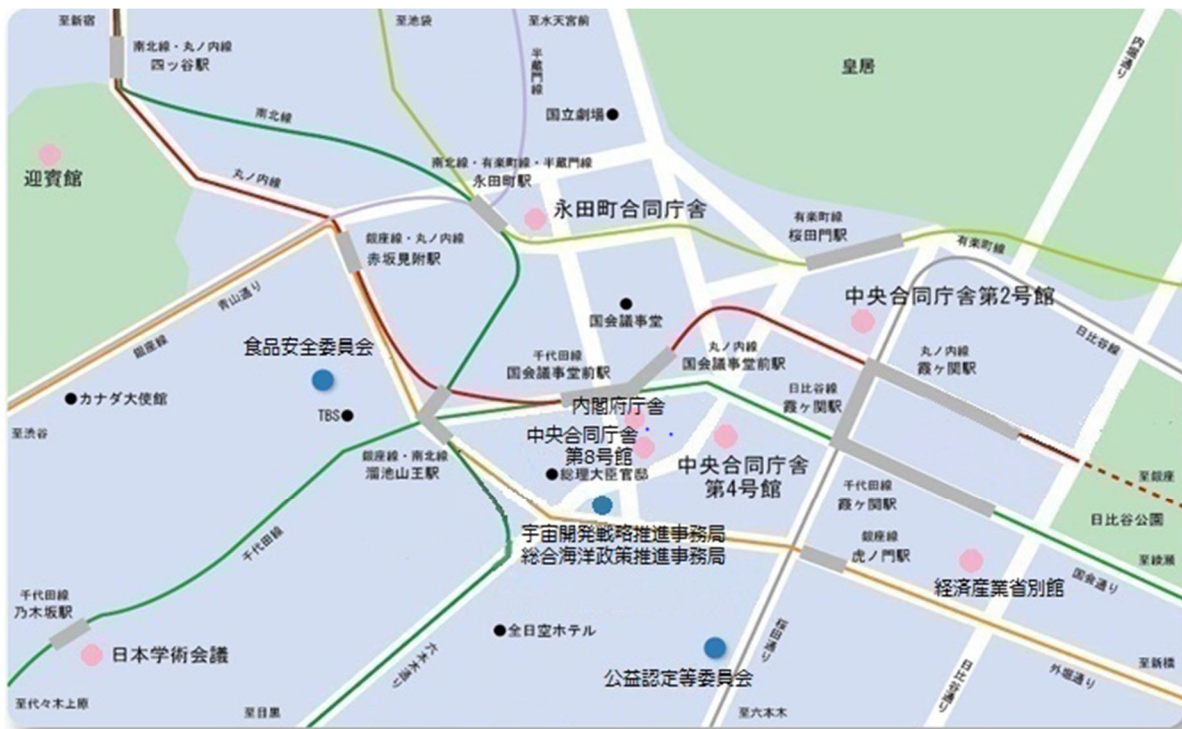 至新宿
至池袋
至水天宮前
南北線・丸ノ内線
四ッ谷駅
半蔵門線
内堀通り
皇居
南北線
国立劇場
迎賓館
丸ノ内線
南北線・有楽町線・半蔵門線
永田町駅
永田町合同庁舎
有楽町線
桜田門駅
有楽町線
銀座線・丸ノ内線
赤坂見附駅
青山通り
銀座線
中央合同庁舎第2号館
国会議事堂
日比谷線
食品安全委員会
千代田線
国会議事堂前駅
丸ノ内線
国会議事堂前駅
丸ノ内線
霞ヶ関駅
カナダ大使館
TBS
日比谷線
霞ヶ関駅
内閣府庁舎
至渋谷
中央合同庁舎
第8号館
中央合同庁舎
第4号館
銀座線・南北線
溜池山王駅
総理大臣官邸
千代田線
霞ヶ関駅
至銀座
日比谷公園
宇宙開発戦略推進事務局
総合海洋政策推進事務局
千代田線
銀座線
虎ノ門駅
至綾瀬
国会通り
経済産業省別館
千代田線
乃木坂駅
日本学術会議
全日空ホテル
六本木通り
桜田通り
公益認定等委員会
日比谷通り
外堀通り
至新橋
至代々木上原
至目黒
至六本木